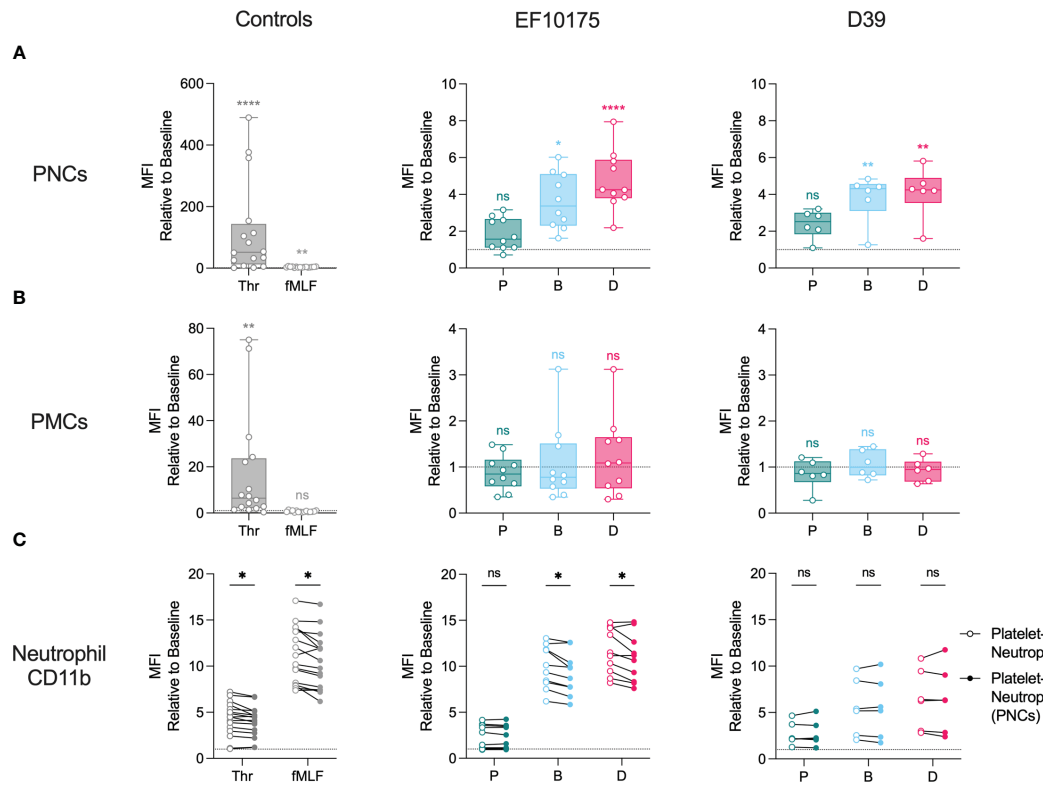 Controls
EF10175
D39
A
PNCs
MFI
Relative to Baseline
600
400
200
0
****
**
Thr
fMLF
MFI
Relative to Baseline
10
8
6
4
2
0
ns
*
****
P
B
D
MFI
Relative to Baseline
10
8
6
4
2
0
ns
**
**
P
B
D
B
PMCs
MFI
Relative to Baseline
80
60
40
20
0
**
ns
Thr
fMLF
MFI
Relative to Baseline
4
3
2
1
0
ns
ns
ns
P
B
D
MFI
Relative to Baseline
4
3
2
1
0
ns
ns
ns
P
B
D
C
Neutrophil
CD11b
MFI
Relative to Baseline
20
15
10
5
0
*
*
Thr
fMLF
MFI
Relative to Baseline
20
15
10
5
0
ns
*
*
P
B
D
MFI
Relative to Baseline
20
15
10
5
0
ns
ns
ns
P
B
D
Platelet-
Neutrop
Platelet-
Neutrop
(PNCs)